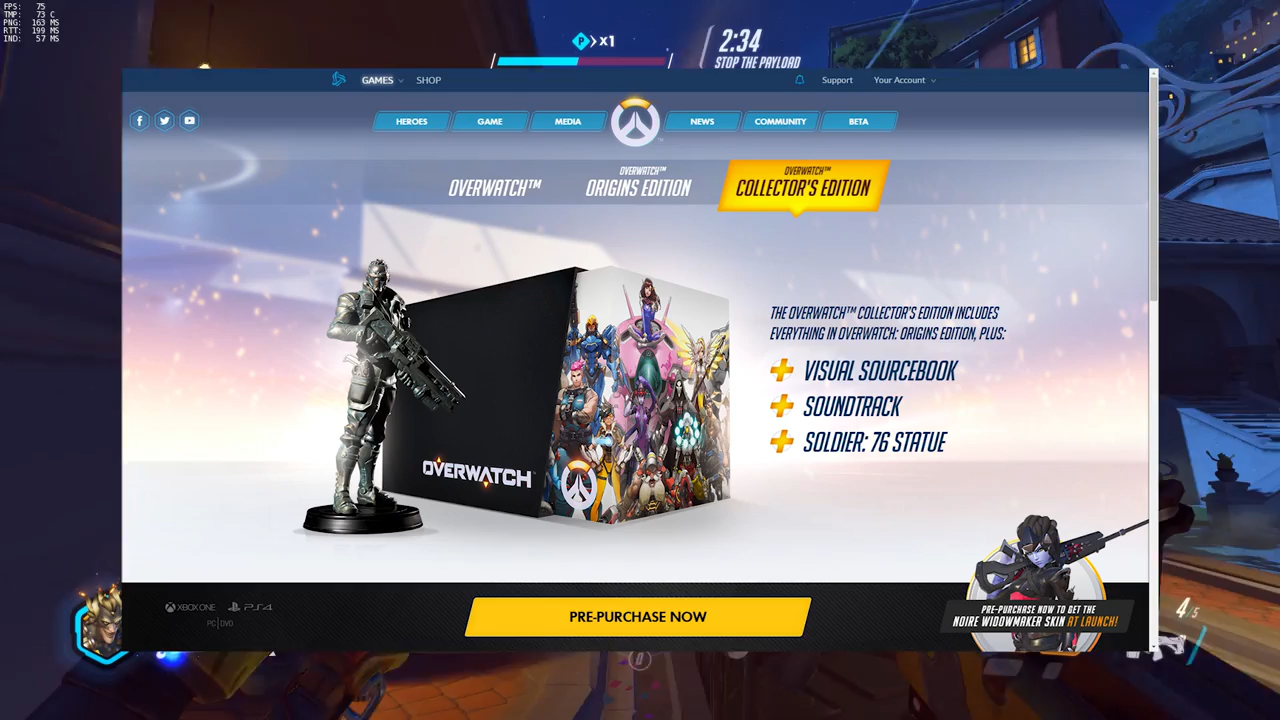 FPS: 75
TMP: 73 C
PNG: 163 MS
RTT: 199 MS
IND: 57 MS
P > x1
2:34
STOP THE PAYLOAD
GAMES
SHOP
Support
Your Account
HEROES
GAME
MEDIA
NEWS
COMMUNITY
BETA
OVERWATCH™
OVERWATCH™
ORIGINS EDITION
OVERWATCH™
COLLECTOR'S EDITION
THE OVERWATCH™ COLLECTOR'S EDITION INCLUDES
EVERYTHING IN OVERWATCH: ORIGINS EDITION, PLUS:
VISUAL SOURCEBOOK
SOUNDTRACK
SOLDIER: 76 STATUE
OVERWATCH
XBOX ONE PS4
PC | DVD
PRE-PURCHASE NOW
PRE-PURCHASE NOW TO GET THE
NOIRE WIDOWMAKER SKIN AT LAUNCH!
4/5
0